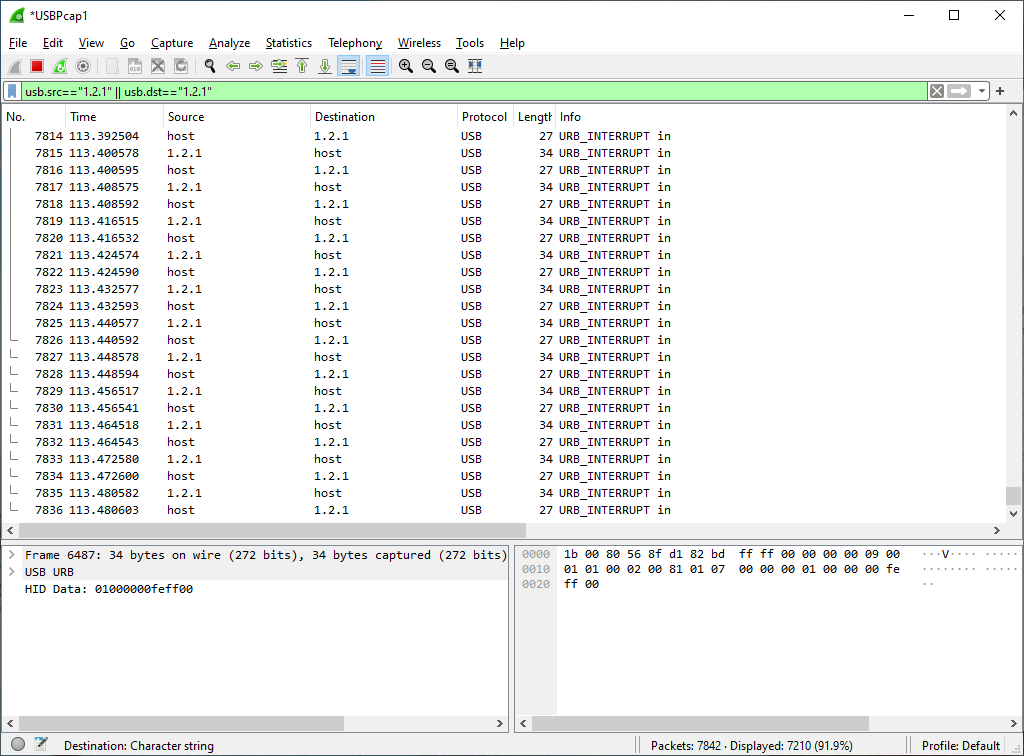 *USBPcap1
File Edit View Go Capture Analyze Statistics Telephony Wireless Tools Help
usb.src=="1.2.1" || usb.dst=="1.2.1"
No. Time Source Destination Protocol Length Info
7814 113.392504 host 1.2.1 USB 27 URB_INTERRUPT in
7815 113.400578 1.2.1 host USB 34 URB_INTERRUPT in
7816 113.400595 host 1.2.1 USB 27 URB_INTERRUPT in
7817 113.408575 1.2.1 host USB 34 URB_INTERRUPT in
7818 113.408592 host 1.2.1 USB 27 URB_INTERRUPT in
7819 113.416515 1.2.1 host USB 34 URB_INTERRUPT in
7820 113.416532 host 1.2.1 USB 27 URB_INTERRUPT in
7821 113.424574 1.2.1 host USB 34 URB_INTERRUPT in
7822 113.424590 host 1.2.1 USB 27 URB_INTERRUPT in
7823 113.432577 1.2.1 host USB 34 URB_INTERRUPT in
7824 113.432593 host 1.2.1 USB 27 URB_INTERRUPT in
7825 113.440577 1.2.1 host USB 34 URB_INTERRUPT in
7826 113.440592 host 1.2.1 USB 27 URB_INTERRUPT in
7827 113.448578 1.2.1 host USB 34 URB_INTERRUPT in
7828 113.448594 host 1.2.1 USB 27 URB_INTERRUPT in
7829 113.456517 1.2.1 host USB 34 URB_INTERRUPT in
7830 113.456541 host 1.2.1 USB 27 URB_INTERRUPT in
7831 113.464518 1.2.1 host USB 34 URB_INTERRUPT in
7832 113.464543 host 1.2.1 USB 27 URB_INTERRUPT in
7833 113.472580 1.2.1 host USB 34 URB_INTERRUPT in
7834 113.472600 host 1.2.1 USB 27 URB_INTERRUPT in
7835 113.480582 1.2.1 host USB 34 URB_INTERRUPT in
7836 113.480603 host 1.2.1 USB 27 URB_INTERRUPT in
Frame 6487: 34 bytes on wire (272 bits), 34 bytes captured (272 bits)
USB URB
HID Data: 01000000feff00
0000 1b 00 80 56 8f d1 82 bd ff ff 00 00 00 00 09 00 ···V···· ······
0010 01 01 00 02 00 81 01 07 00 00 00 01 00 00 00 fe ········ ······
0020 ff 00 ··
Destination: Character string
Packets: 7842 · Displayed: 7210 (91.9%)
Profile: Default